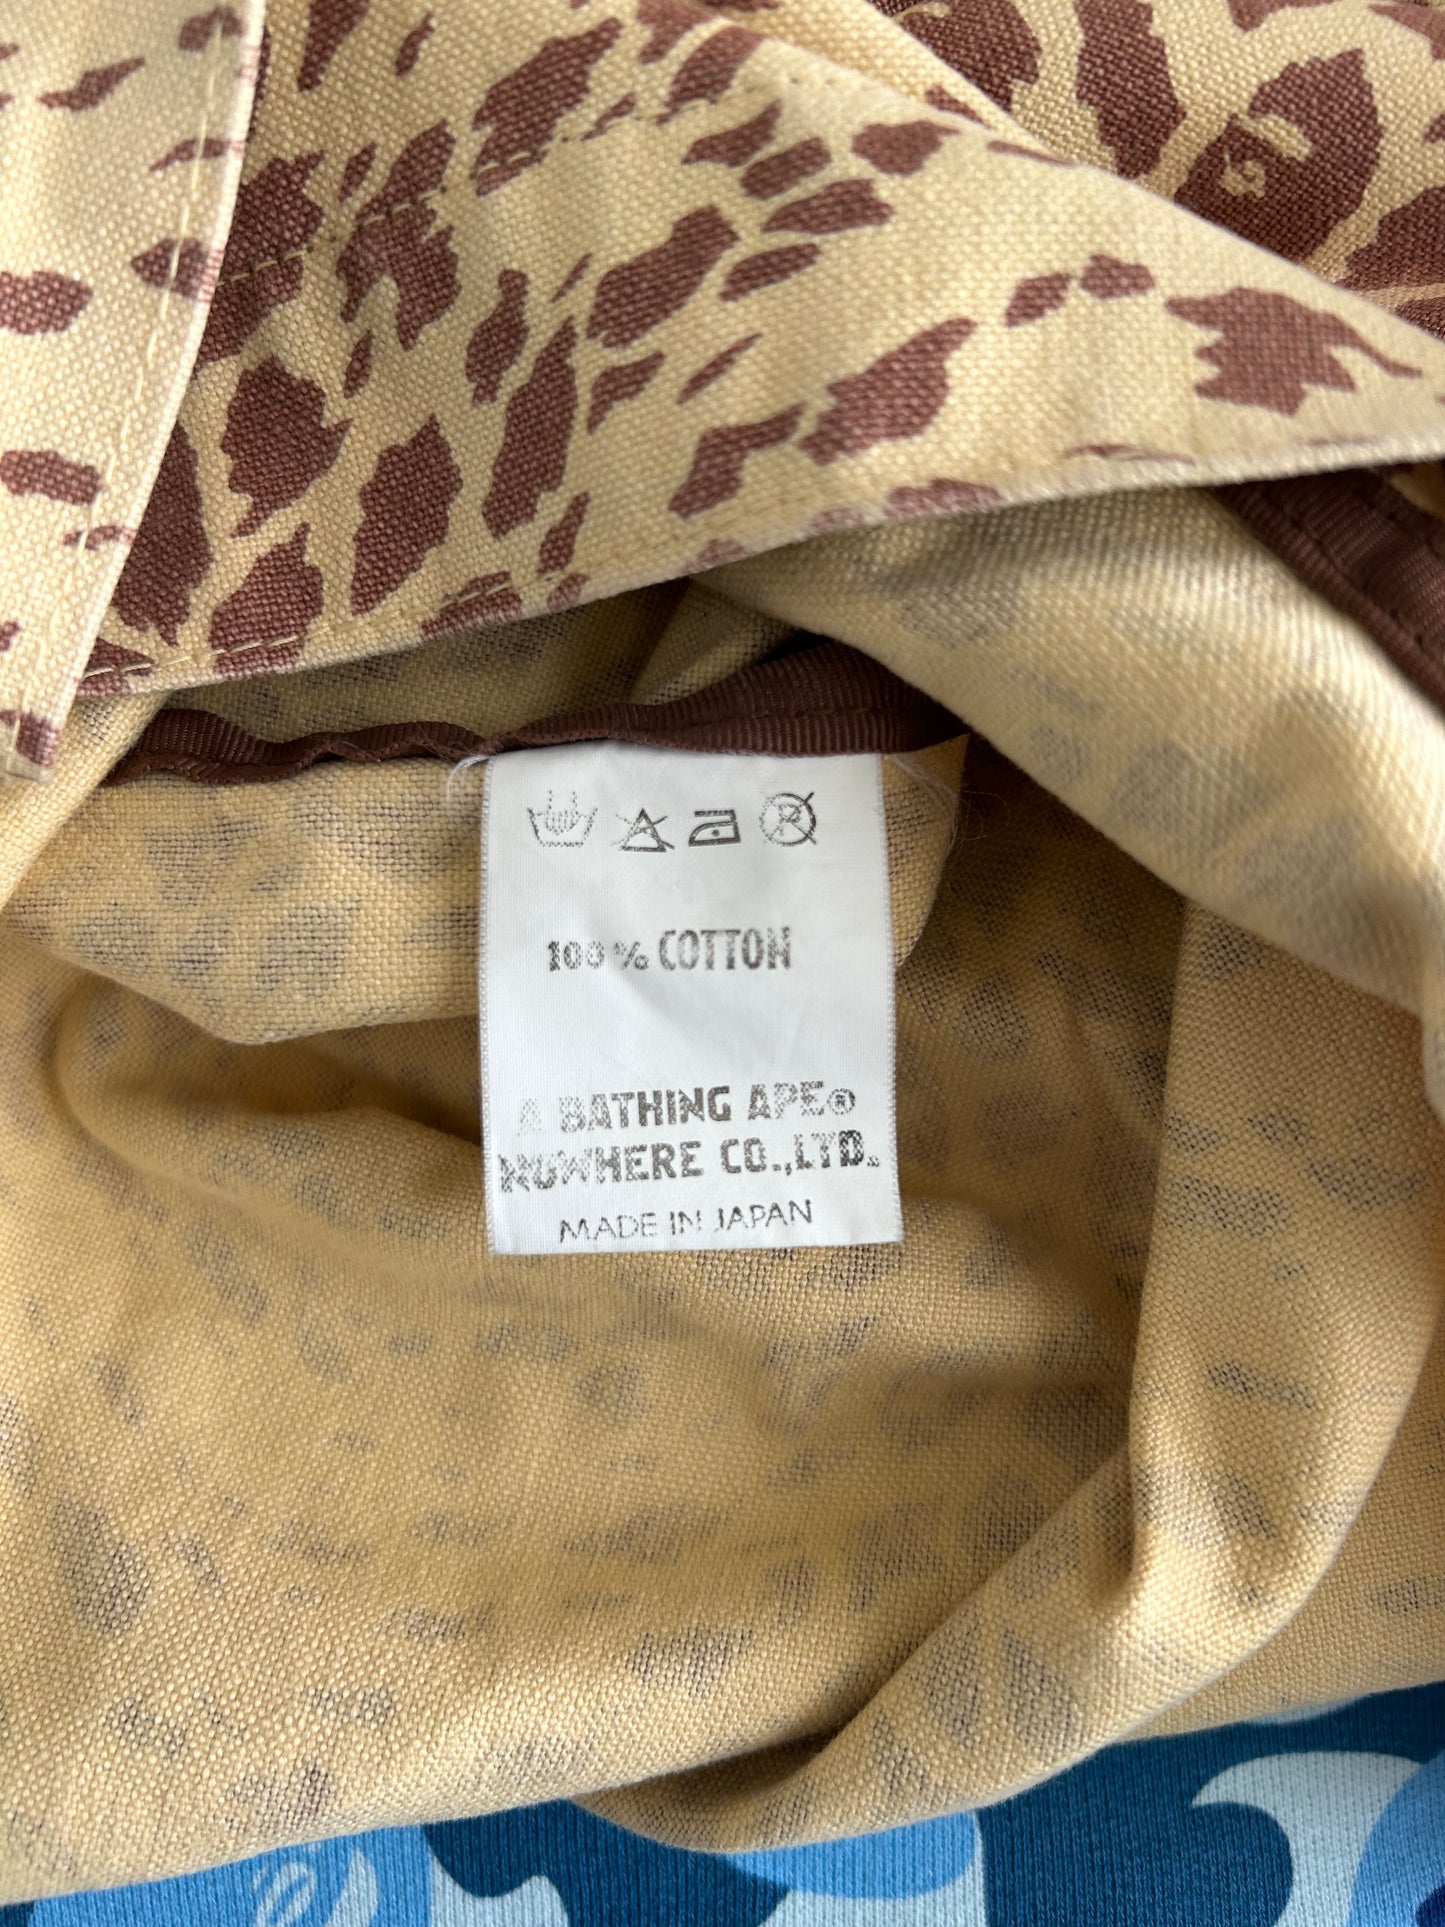 100% COTTON
A BATHING APE®
NOWHERE CO.,LTD.
MADE IN JAPAN